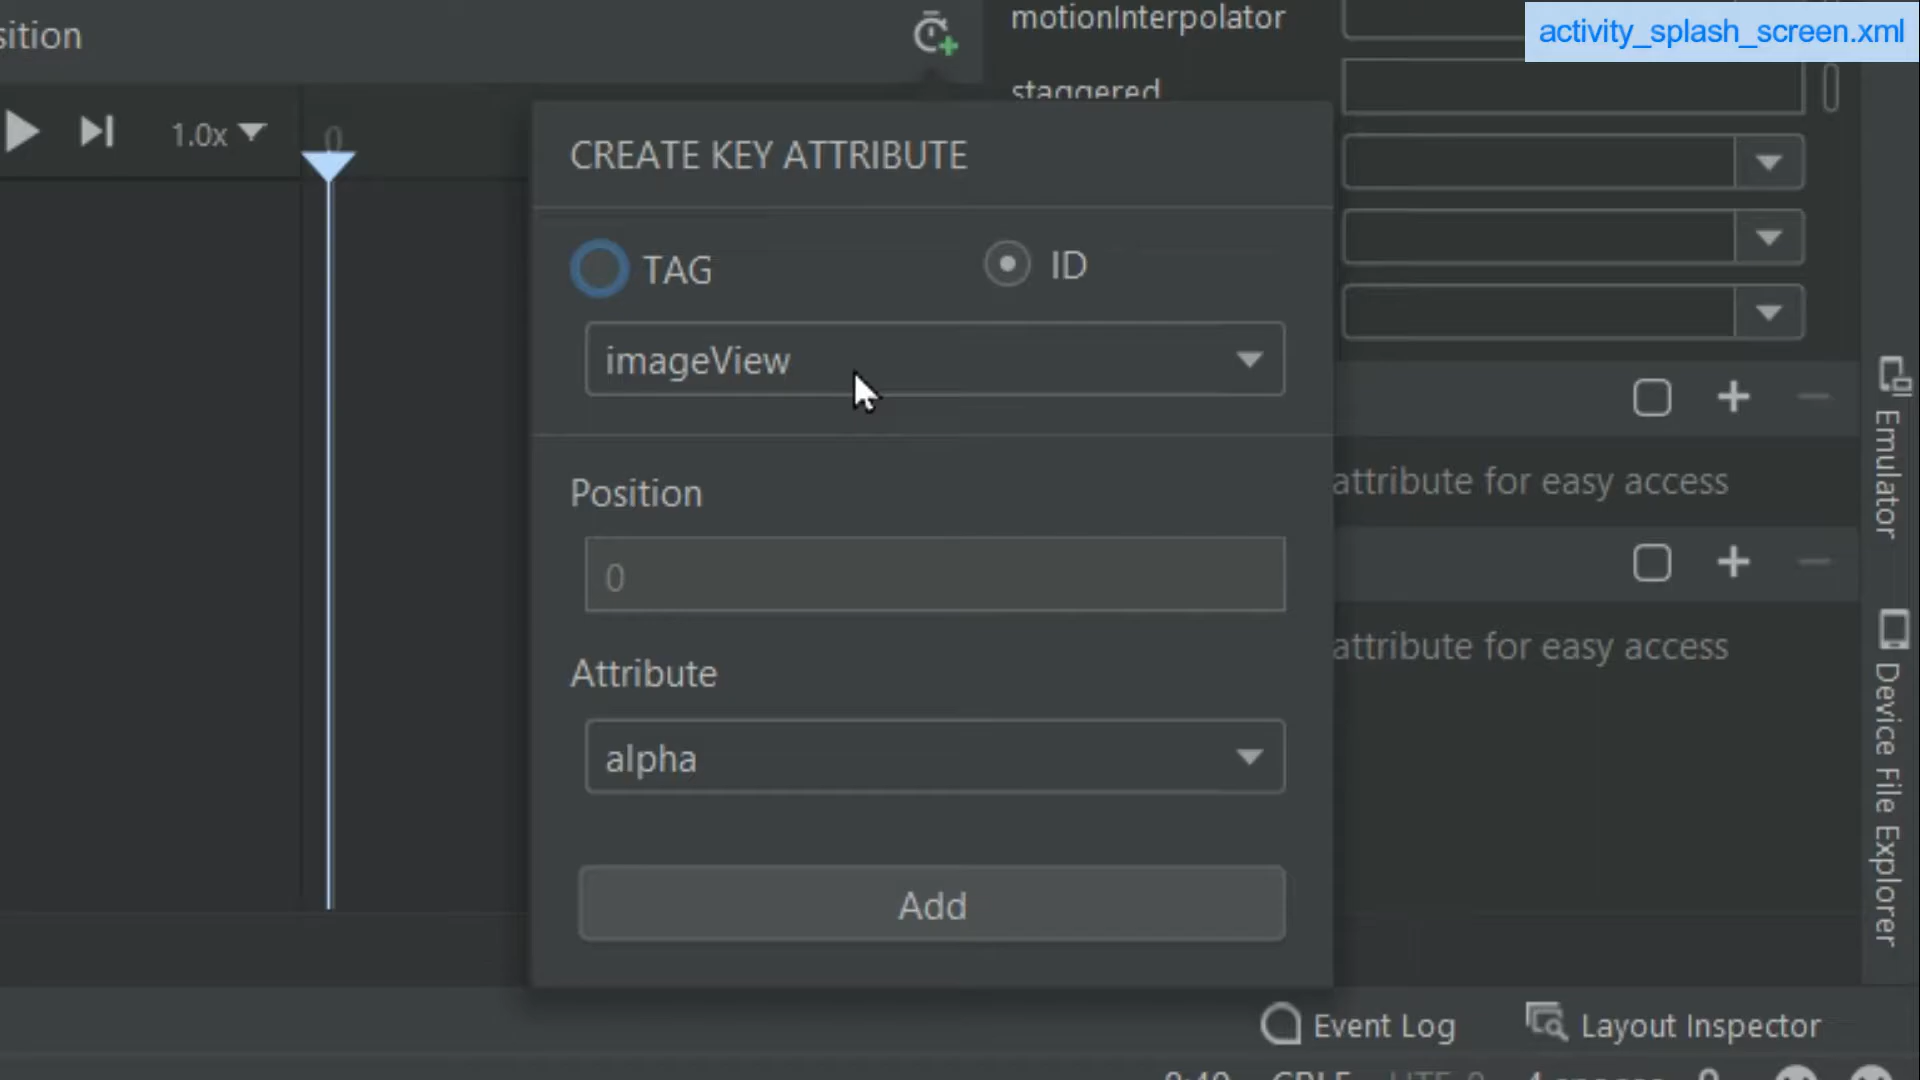 sition
motionInterpolator
activity_splash_screen.xml
staggered
1.0x
0
CREATE KEY ATTRIBUTE
TAG
ID
imageView
Position
0
Attribute
alpha
Add
attribute for easy access
attribute for easy access
Emulator
Device File Explorer
Event Log
Layout Inspector